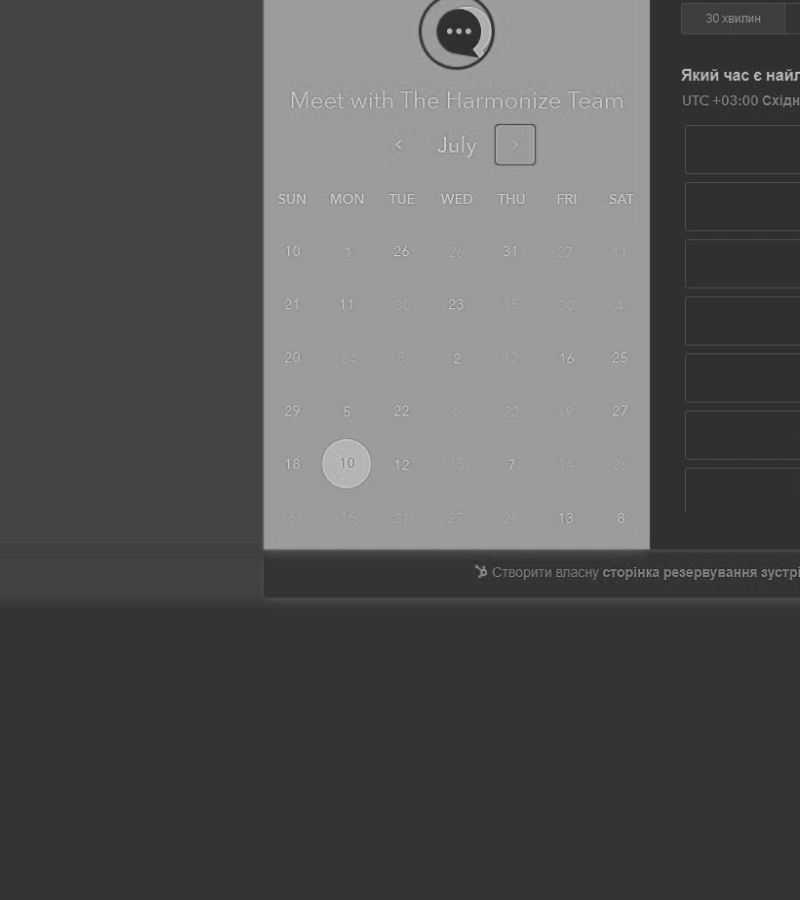 30 хвилин
Meet with The Harmonize Team
Який час є найл
UTC +03:00 Східн
July
SUN MON TUE WED THU FRI SAT
10 1 26 26 31 27 11
21 11 30 23 15 30 4
20 24 5 2 12 16 25
29 5 22 6 22 19 27
18 10 12 15 7 14 26
6 16 21 27 28 13 8
Створити власну сторінка резервування зустрі